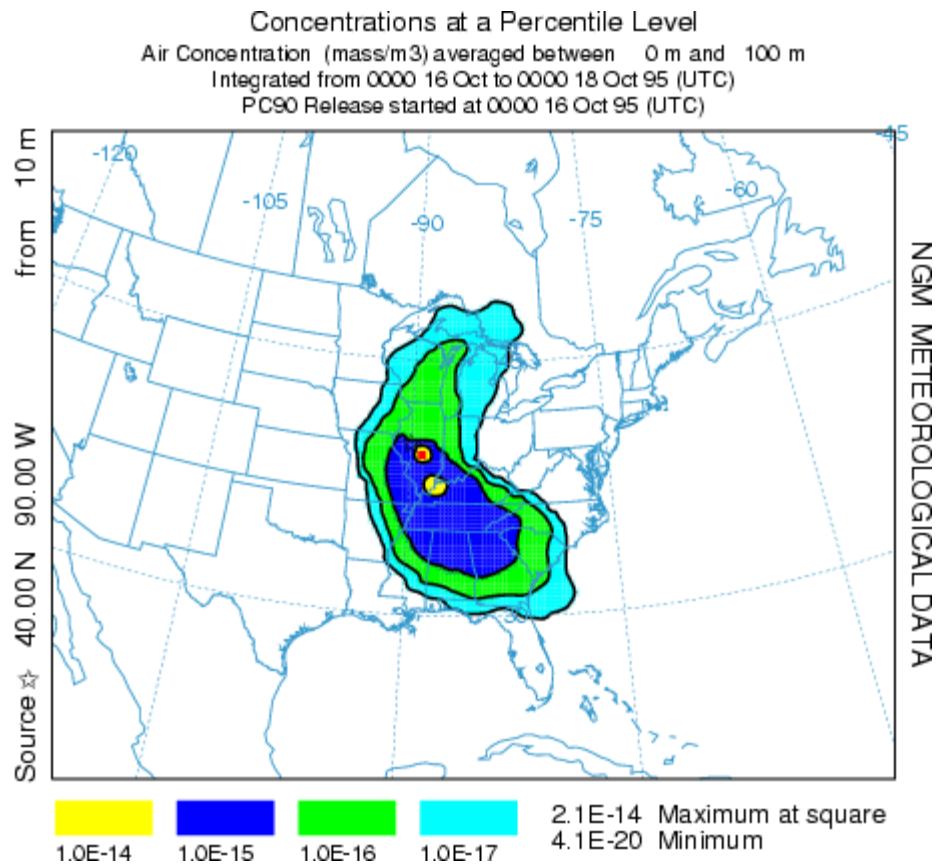 Concentrations at a Percentile Level
Air Concentration (mass/m3) averaged between 0 m and 100 m
Integrated from 0000 16 Oct to 0000 18 Oct 95 (UTC)
PC90 Release started at 0000 16 Oct 95 (UTC)
Source ☆ 40.00 N 90.00 W from 10 m
-120
-105
-90
-75
-60
-45
30
NGM METEOROLOGICAL DATA
1.0E-14 1.0E-15 1.0E-16 1.0E-17
2.1E-14 Maximum at square
4.1E-20 Minimum